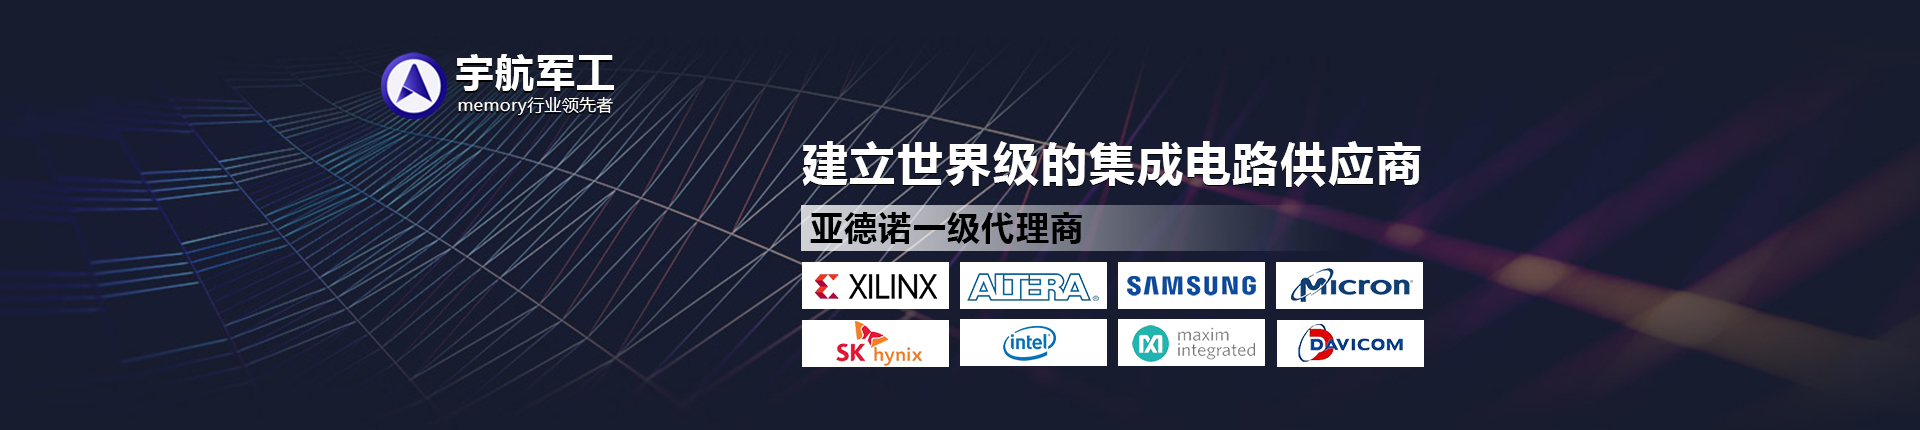 宇航军工
memory行业领先者
建立世界级的集成电路供应商
亚德诺一级代理商
XILINX ALTERA® SAMSUNG Micron®
SK hynix intel maxim integrated DAVICOM